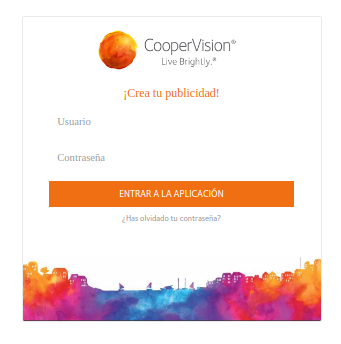 CooperVision®
Live Brightly.®
¡Crea tu publicidad!
Usuario
Contraseña
ENTRAR A LA APLICACIÓN
¿Has olvidado tu contraseña?